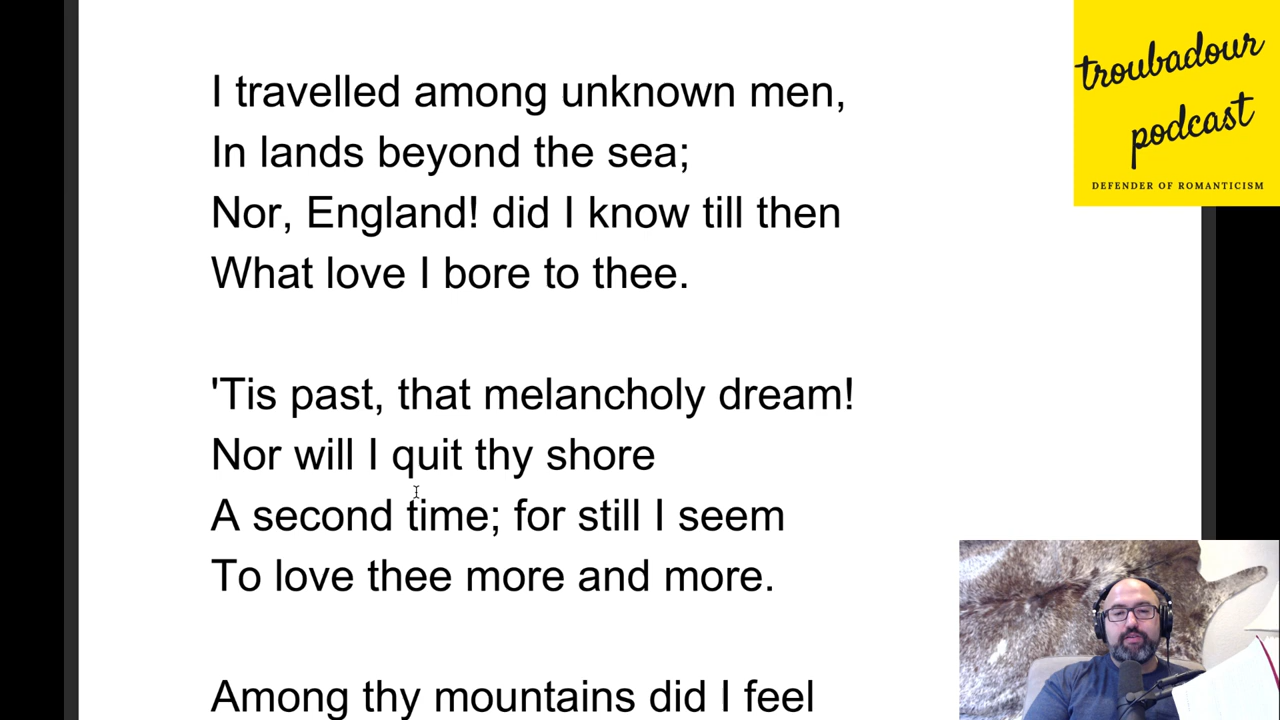 I travelled among unknown men,
In lands beyond the sea;
Nor, England! did I know till then
What love I bore to thee.
'Tis past, that melancholy dream!
Nor will I quit thy shore
A second time; for still I seem
To love thee more and more.
Among thy mountains did I feel
troubadour
podcast
DEFENDER OF ROMANTICISM